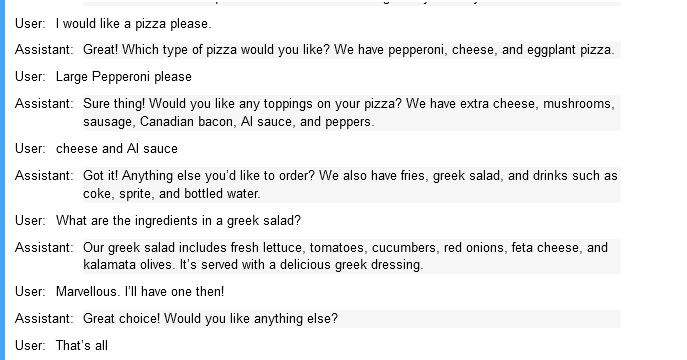 User: I would like a pizza please.
Assistant: Great! Which type of pizza would you like? We have pepperoni, cheese, and eggplant pizza.
User: Large Pepperoni please
Assistant: Sure thing! Would you like any toppings on your pizza? We have extra cheese, mushrooms,
sausage, Canadian bacon, AI sauce, and peppers.
User: cheese and AI sauce
Assistant: Got it! Anything else you'd like to order? We also have fries, greek salad, and drinks such as
coke, sprite, and bottled water.
User: What are the ingredients in a greek salad?
Assistant: Our greek salad includes fresh lettuce, tomatoes, cucumbers, red onions, feta cheese, and
kalamata olives. It's served with a delicious greek dressing.
User: Marvellous. I'll have one then!
Assistant: Great choice! Would you like anything else?
User: That's all